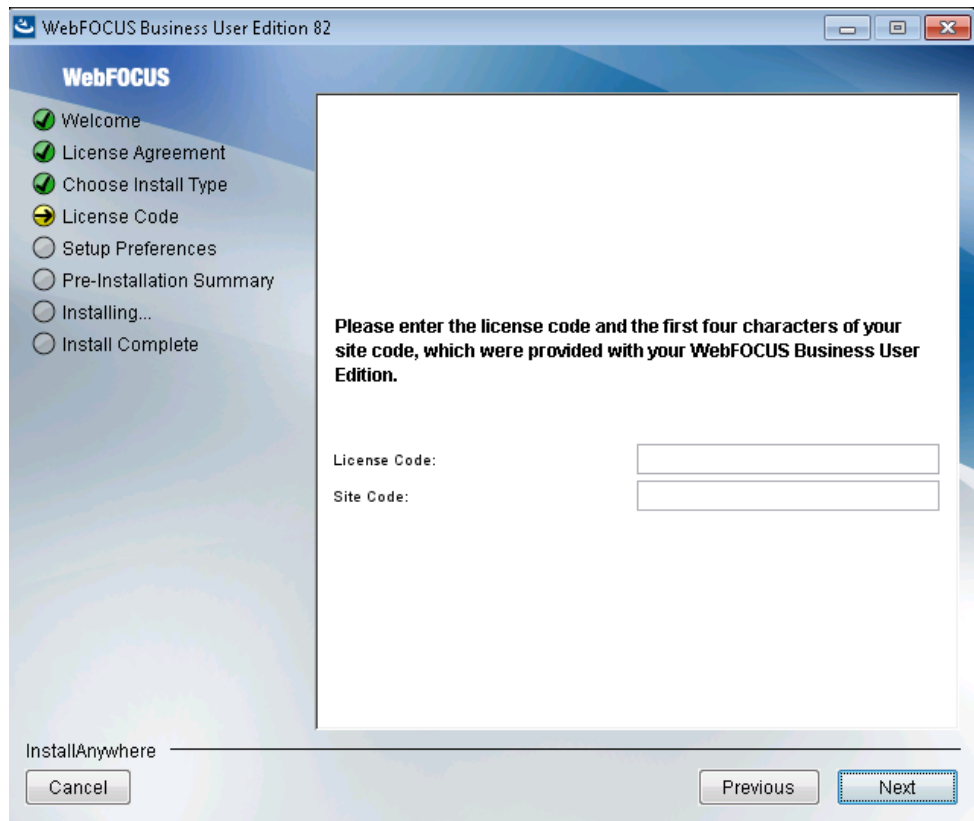 WebFOCUS Business User Edition 82
WebFOCUS
Welcome
License Agreement
Choose Install Type
License Code
Setup Preferences
Pre-Installation Summary
Installing...
Install Complete
Please enter the license code and the first four characters of your
site code, which were provided with your WebFOCUS Business User
Edition.
License Code:
Site Code:
InstallAnywhere
Cancel
Previous
Next